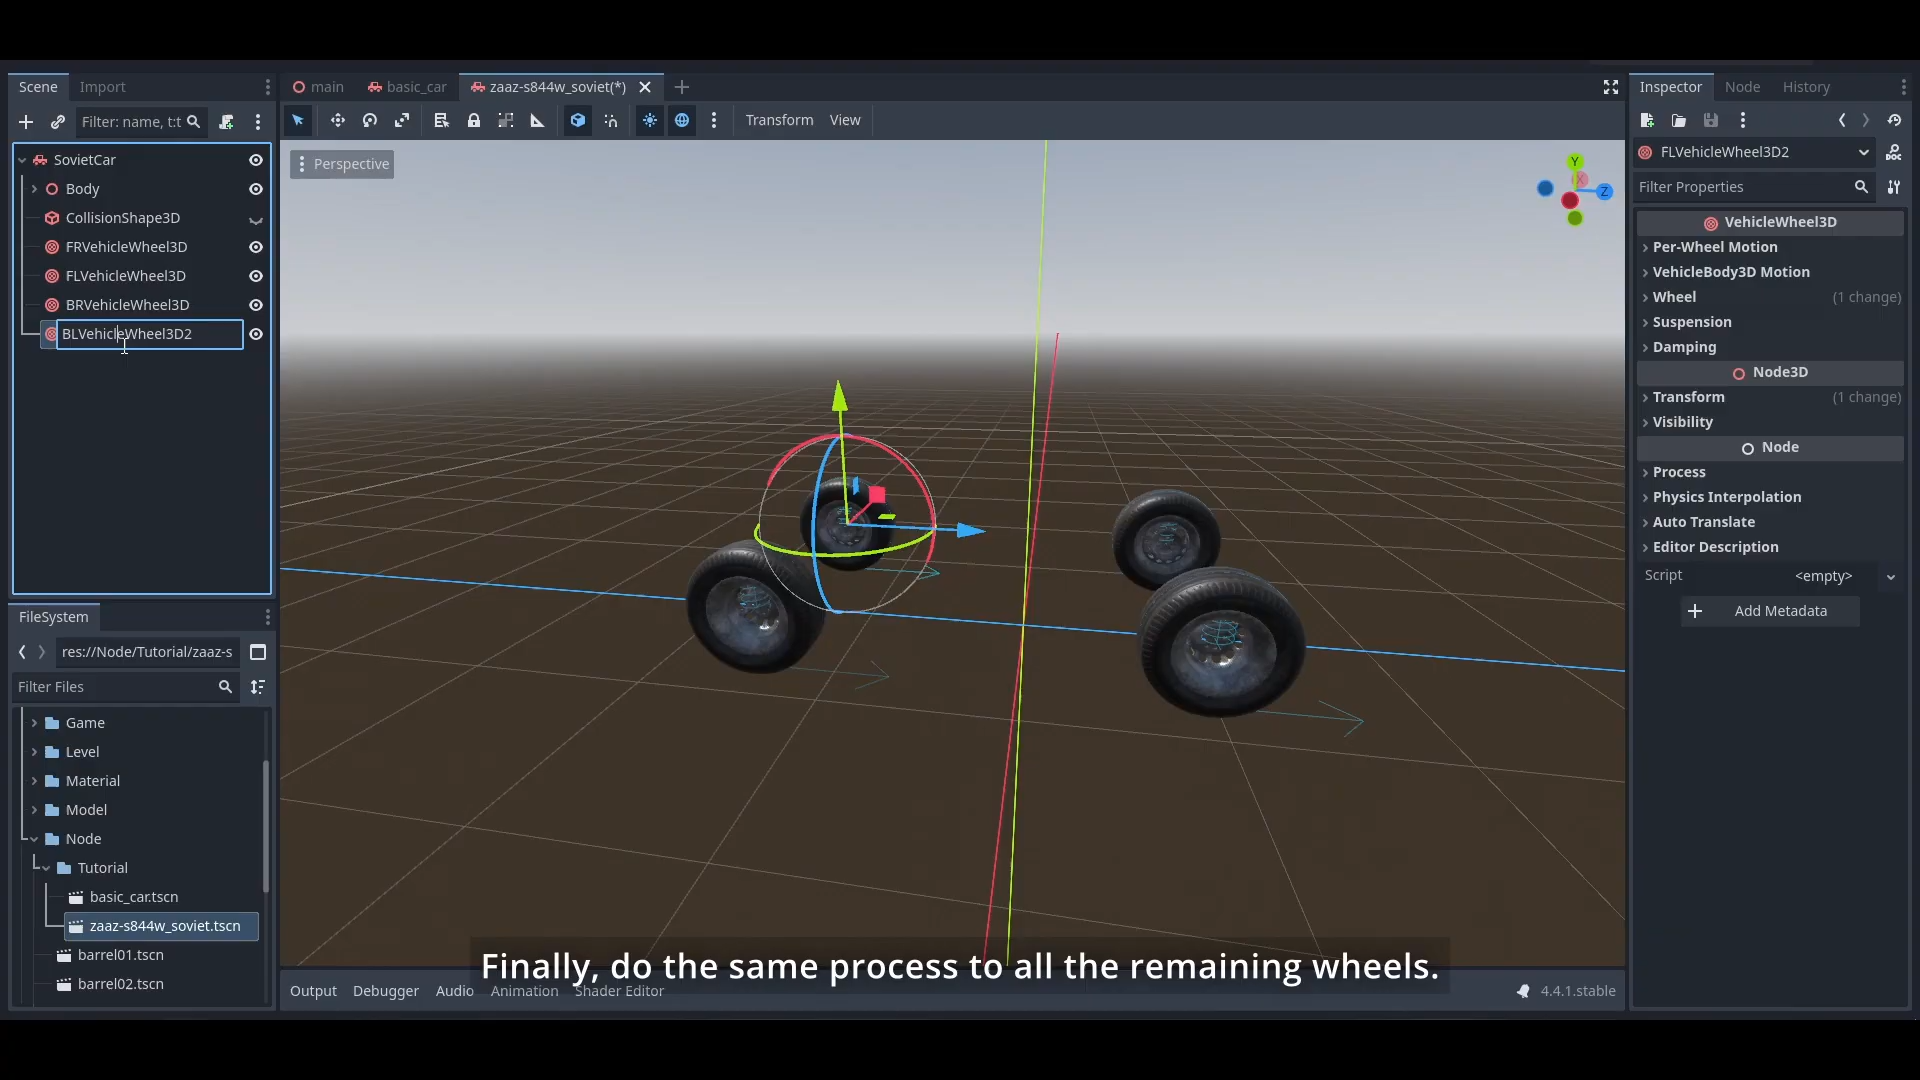 Scene Import
main basic_car zaaz-s844w_soviet(*)
Inspector Node History
Filter: name, t:t
Transform View
SovietCar
Body
CollisionShape3D
FRVehicleWheel3D
FLVehicleWheel3D
BRVehicleWheel3D
BLVehicleWheel3D2
Perspective
Y
X
Z
FLVehicleWheel3D2
DOC
Filter Properties
VehicleWheel3D
Per-Wheel Motion
VehicleBody3D Motion
Wheel (1 change)
Suspension
Damping
Node3D
Transform (1 change)
Visibility
Node
Process
Physics Interpolation
Auto Translate
Editor Description
Script <empty>
Add Metadata
FileSystem
res://Node/Tutorial/zaaz-s
Filter Files
Game
Level
Material
Model
Node
Tutorial
basic_car.tscn
zaaz-s844w_soviet.tscn
barrel01.tscn
barrel02.tscn
Finally, do the same process to all the remaining wheels.
Output Debugger Audio Animation Shader Editor 4.4.1.stable